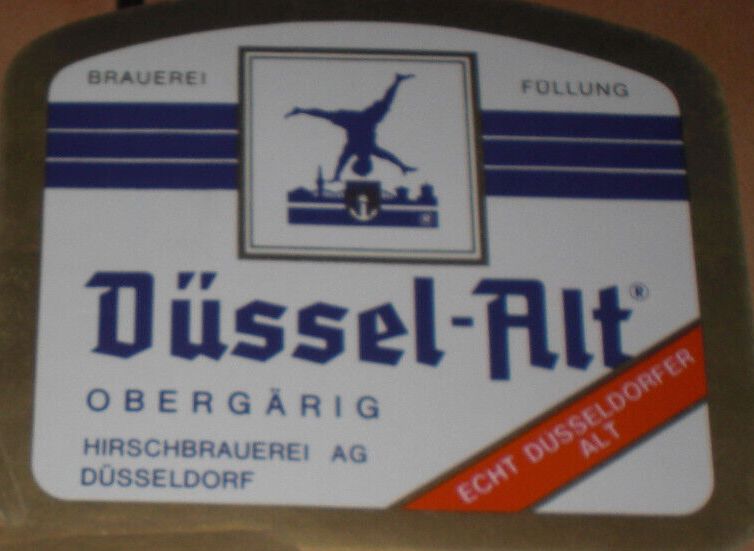 BRAUEREI
FÜLLUNG
®
Düssel-Alt®
OBERGÄRIG
HIRSCHBRAUEREI AG
DÜSSELDORF
ECHT DÜSSELDORFER
ALT